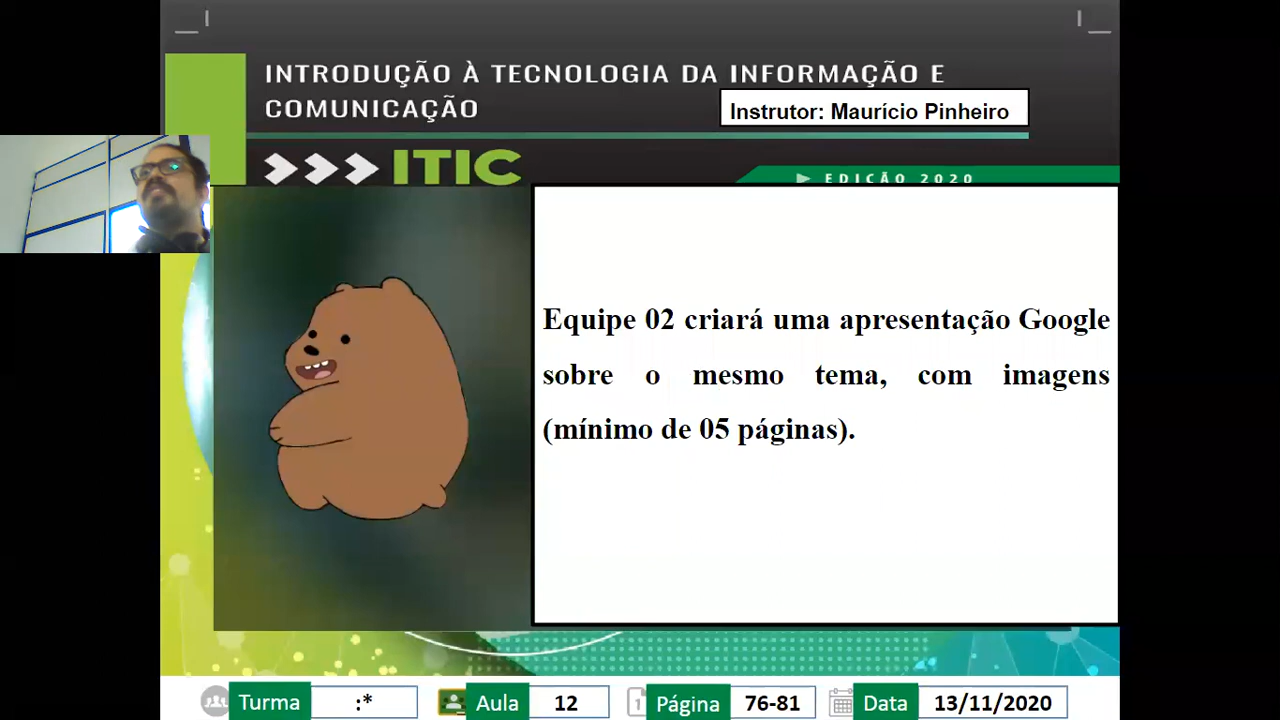 INTRODUÇÃO À TECNOLOGIA DA INFORMAÇÃO E
COMUNICAÇÃO
Instrutor: Maurício Pinheiro
ITIC
EDIÇÃO 2020
Equipe 02 criará uma apresentação Google
sobre o mesmo tema, com imagens
(mínimo de 05 páginas).
Turma :* Aula 12 1 Página 76-81 Data 13/11/2020